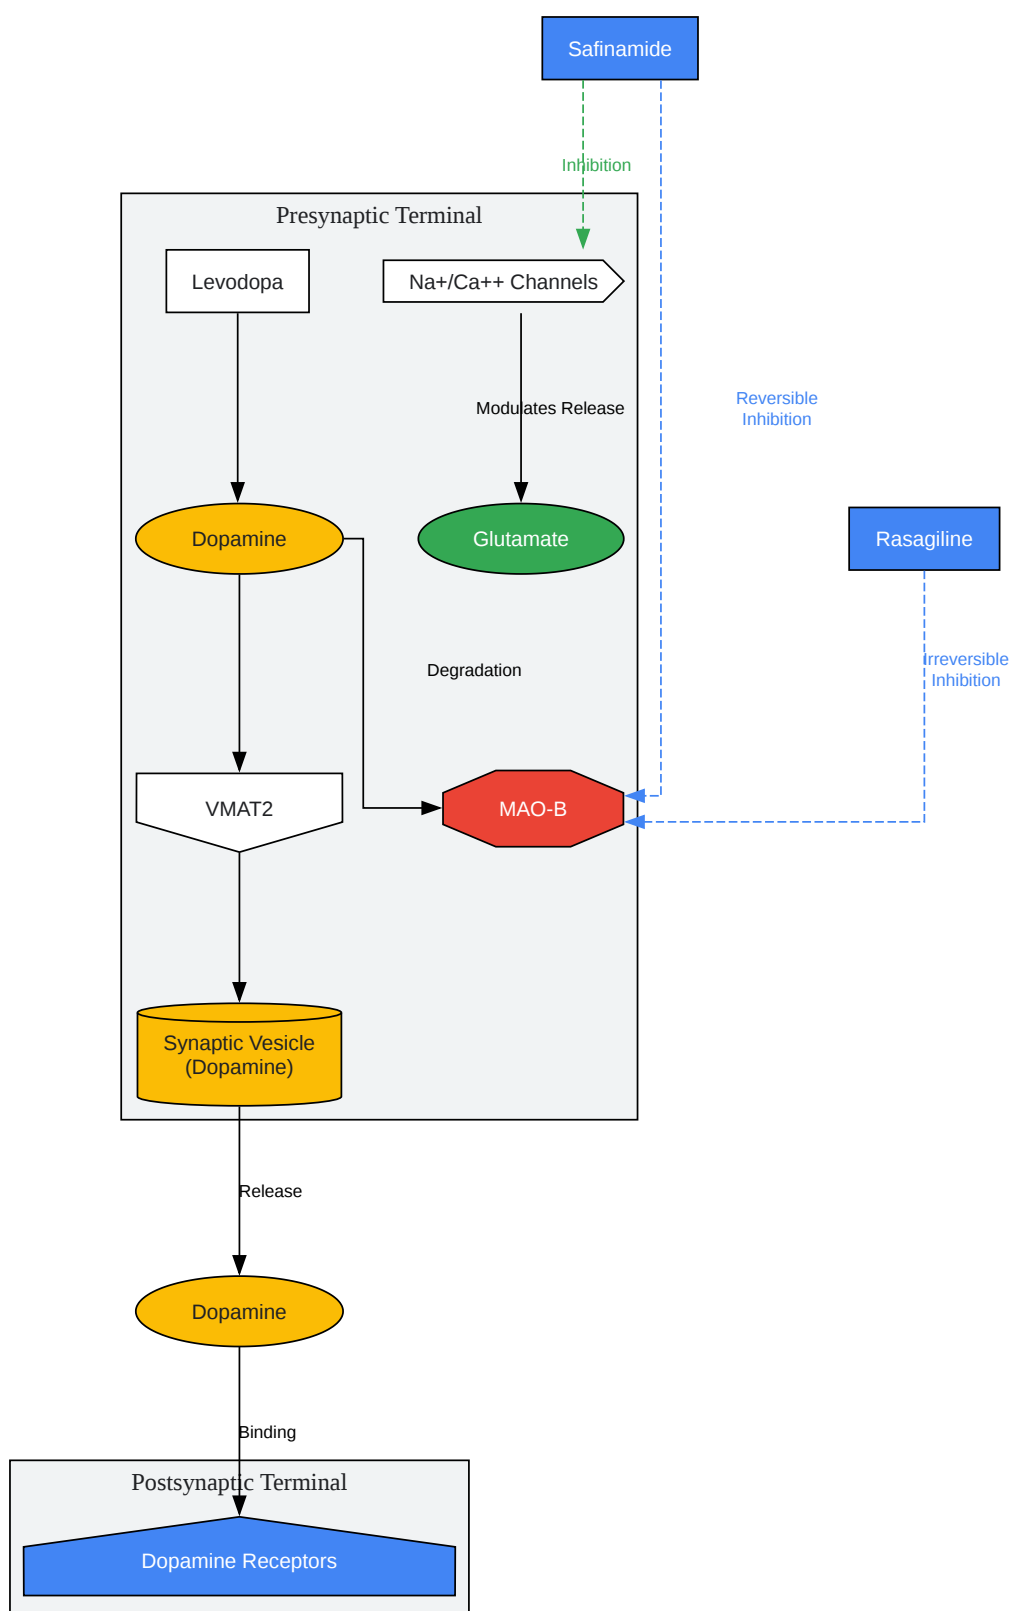 Safinamide
Inhibition
Presynaptic Terminal
Levodopa
Na+/Ca++ Channels
Reversible
Inhibition
Modulates Release
Dopamine
Glutamate
Rasagiline
Irreversible
Inhibition
Degradation
VMAT2
MAO-B
Synaptic Vesicle
(Dopamine)
Release
Dopamine
Binding
Postsynaptic Terminal
Dopamine Receptors